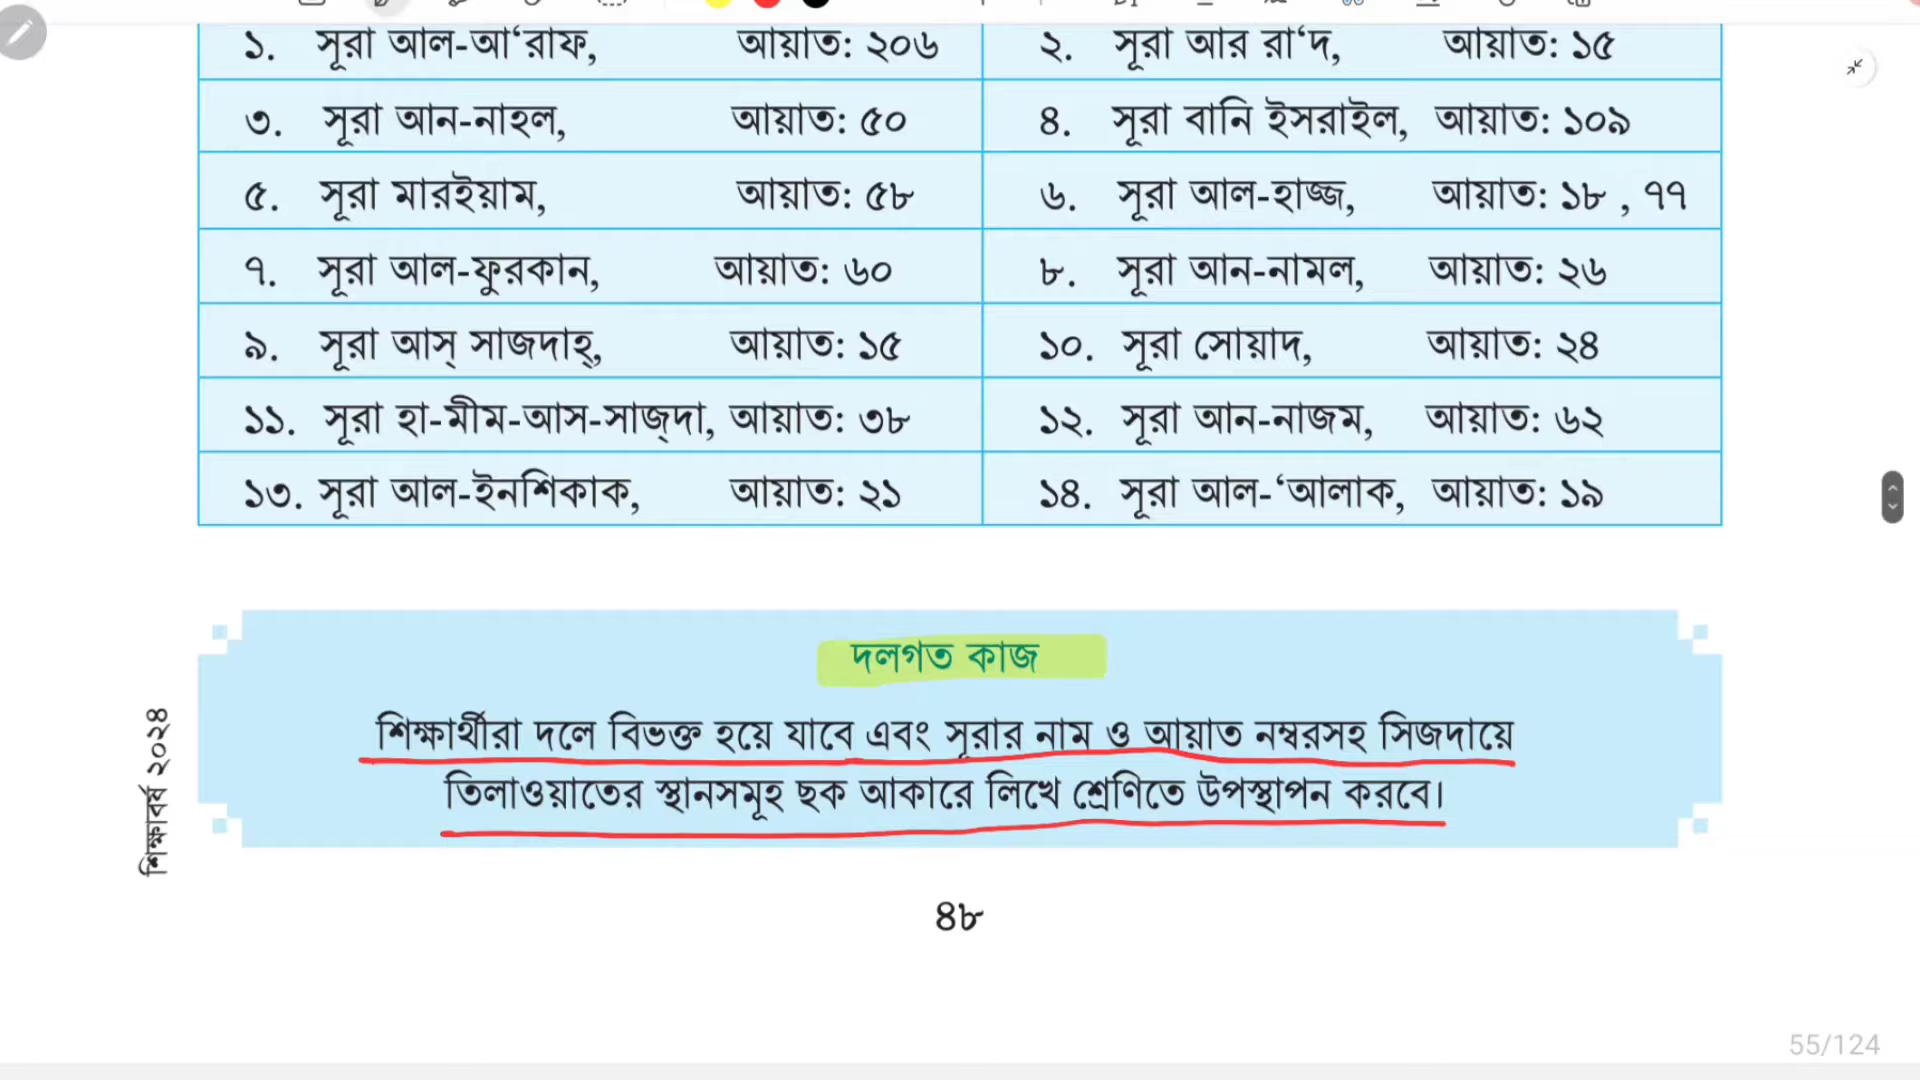 ১. সূরা আল-আ‘রাফ, আয়াত: ২০৬ ২. সূরা আর রা‘দ, আয়াত: ১৫
৩. সূরা আন-নাহল, আয়াত: ৫০ ৪. সূরা বানি ইসরাইল, আয়াত: ১০৯
৫. সূরা মারইয়াম, আয়াত: ৫৮ ৬. সূরা আল-হাজ্জ, আয়াত: ১৮ , ৭৭
৭. সূরা আল-ফুরকান, আয়াত: ৬০ ৮. সূরা আন-নামল, আয়াত: ২৬
৯. সূরা আস্ সাজদাহ্, আয়াত: ১৫ ১০. সূরা সোয়াদ, আয়াত: ২৪
১১. সূরা হা-মীম-আস-সাজ্‌দা, আয়াত: ৩৮ ১২. সূরা আন-নাজম, আয়াত: ৬২
১৩. সূরা আল-ইনশিকাক, আয়াত: ২১ ১৪. সূরা আল-‘আলাক, আয়াত: ১৯
দলগত কাজ
শিক্ষার্থীরা দলে বিভক্ত হয়ে যাবে এবং সূরার নাম ও আয়াত নম্বরসহ সিজদায়ে
তিলাওয়াতের স্থানসমূহ ছক আকারে লিখে শ্রেণিতে উপস্থাপন করবে।
শিক্ষাবর্ষ ২০২৪
৪৮
55/124